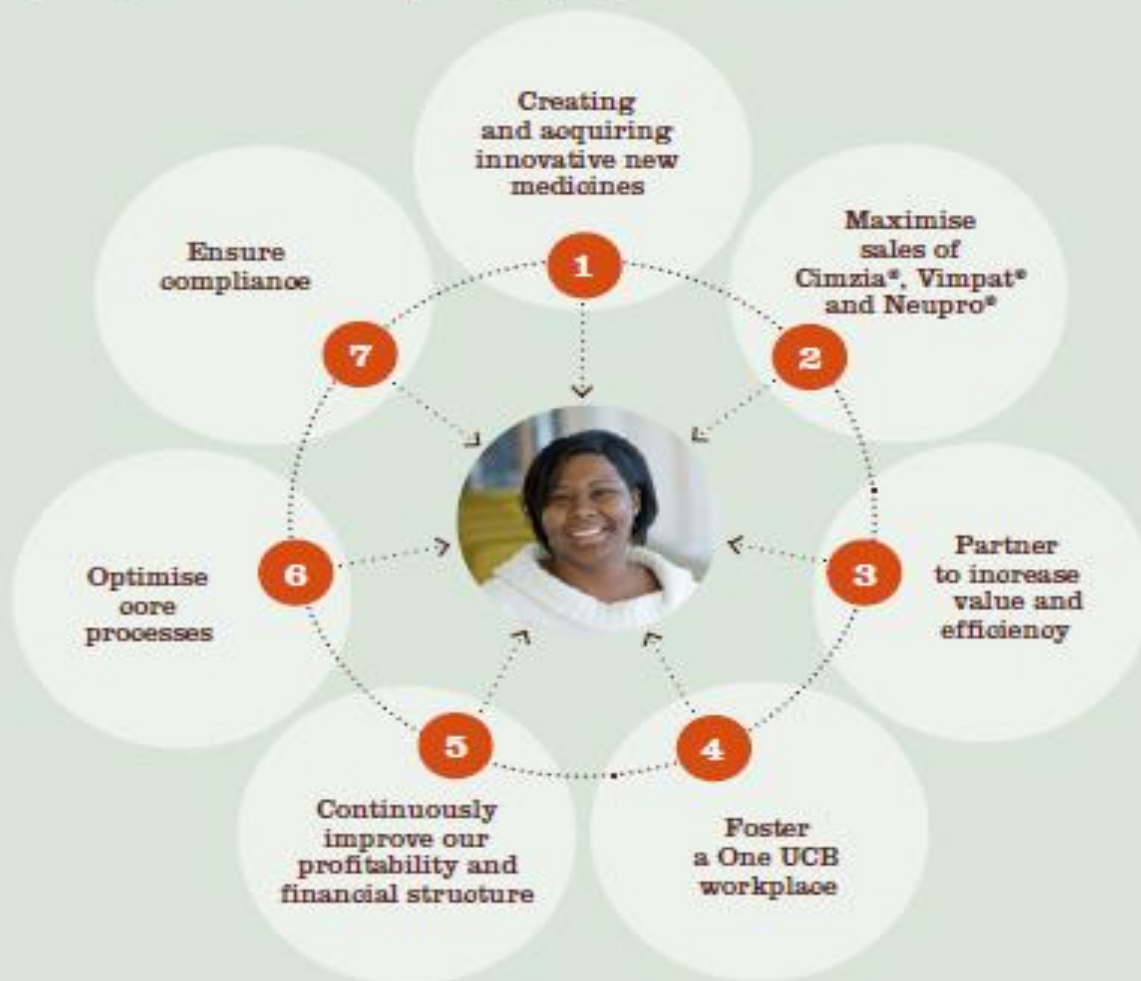 Creating
and acquiring
innovative new
medicines
1
Maximise
sales of
Cimzia®, Vimpat®
and Neupro®
2
Partner
to increase
value and
efficiency
3
Foster
a One UCB
workplace
4
Continuously
improve our
profitability and
financial structure
5
Optimise
core
processes
6
Ensure
compliance
7